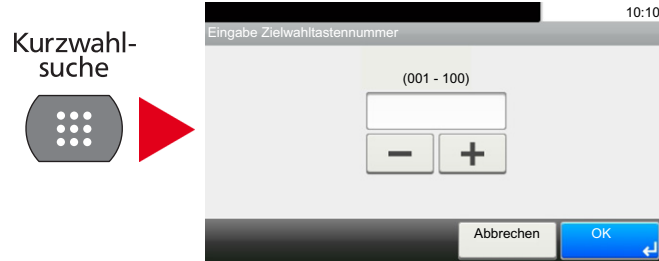 Kurzwahl-
suche
10:10
Eingabe Zielwahltastennummer
(001 - 100)
Abbrechen
OK